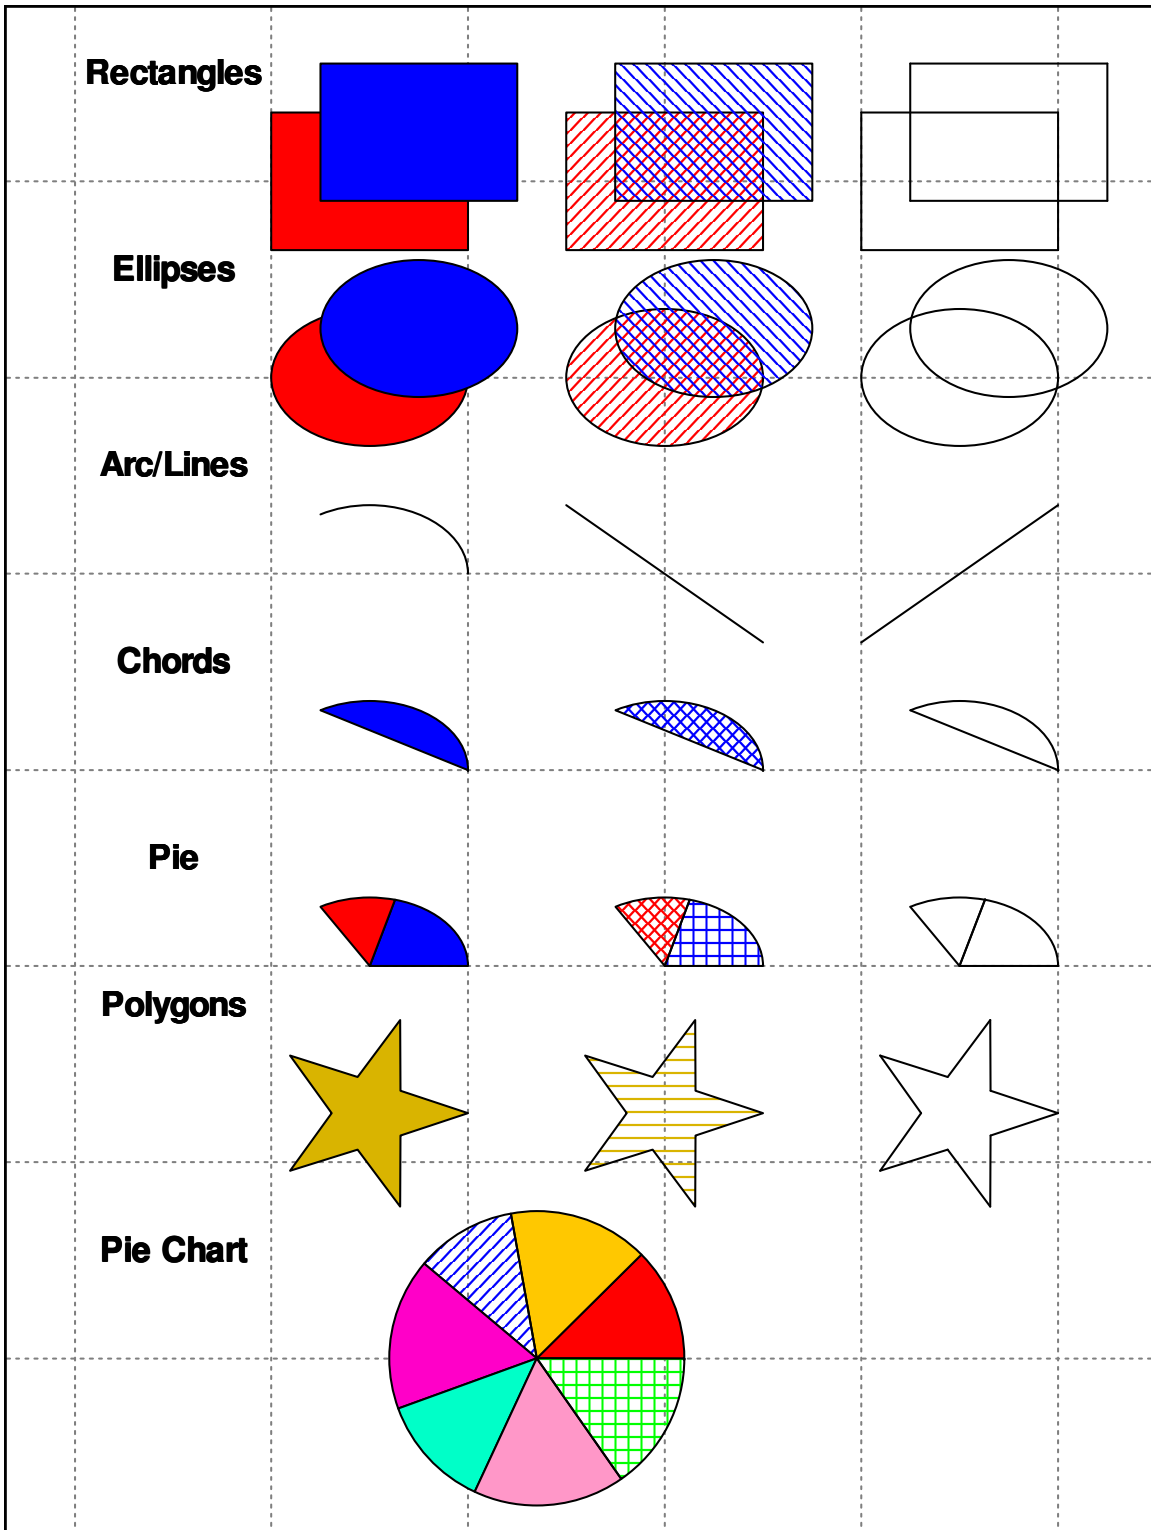 Rectangles
Ellipses
Arc/Lines
Chords
Pie
Polygons
Pie Chart